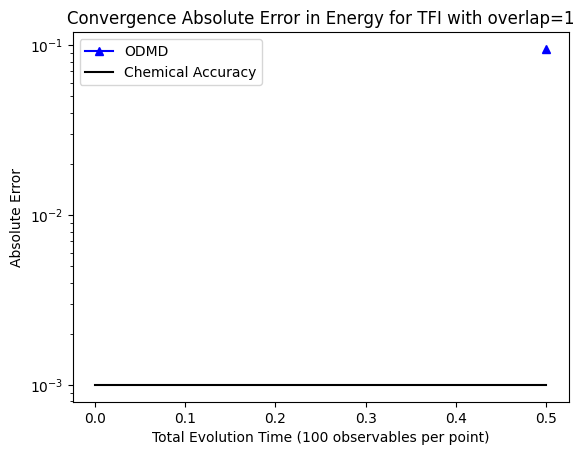 Convergence Absolute Error in Energy for TFI with overlap=1
ODMD
Chemical Accuracy
Absolute Error
10⁻¹
10⁻²
10⁻³
0.0 0.1 0.2 0.3 0.4 0.5
Total Evolution Time (100 observables per point)